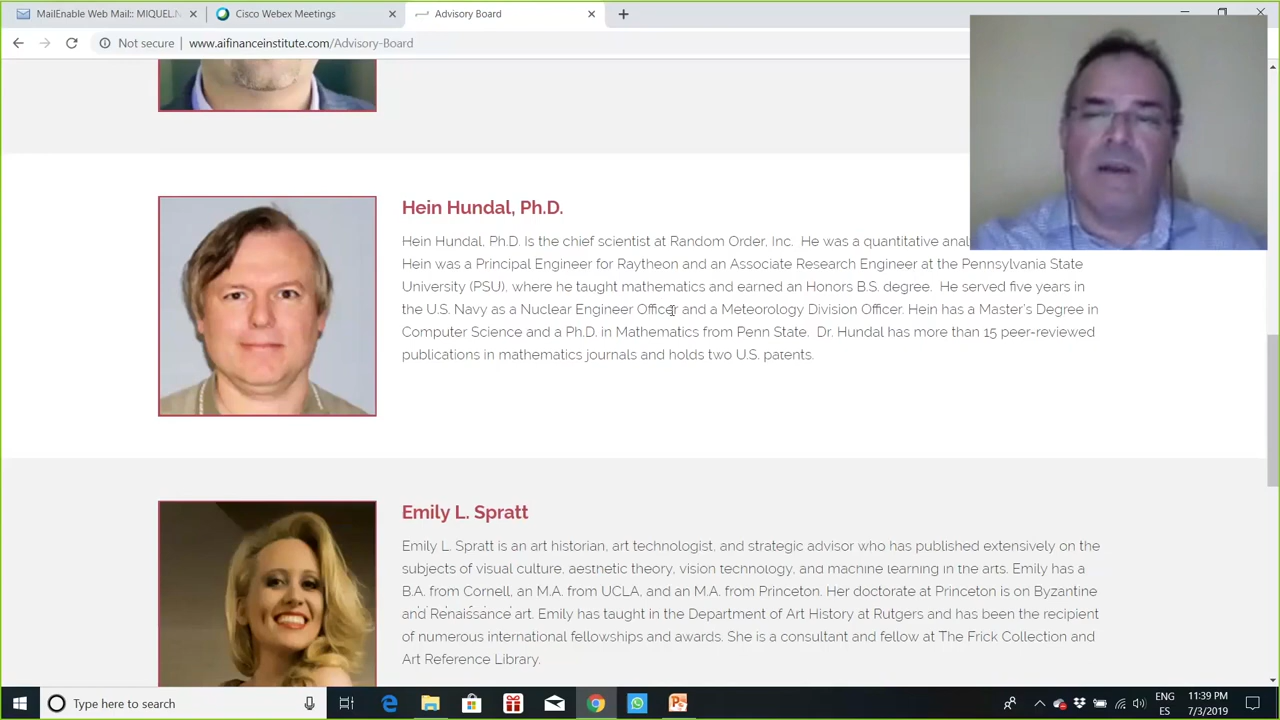 MailEnable Web Mail:: MIQUEL.N
Cisco Webex Meetings
Advisory Board
Not secure
www.aifinanceinstitute.com/Advisory-Board
Hein Hundal, Ph.D.
Hein Hundal, Ph.D. Is the chief scientist at Random Order, Inc. He was a quantitative anal
Hein was a Principal Engineer for Raytheon and an Associate Research Engineer at the Pennsylvania State
University (PSU), where he taught mathematics and earned an Honors B.S. degree. He served five years in
the U.S. Navy as a Nuclear Engineer Officer and a Meteorology Division Officer. Hein has a Master's Degree in
Computer Science and a Ph.D. in Mathematics from Penn State. Dr. Hundal has more than 15 peer-reviewed
publications in mathematics journals and holds two U.S. patents.
Emily L. Spratt
Emily L. Spratt is an art historian, art technologist, and strategic advisor who has published extensively on the
subjects of visual culture, aesthetic theory, vision technology, and machine learning in the arts. Emily has a
B.A. from Cornell, an M.A. from UCLA, and an M.A. from Princeton. Her doctorate at Princeton is on Byzantine
and Renaissance art. Emily has taught in the Department of Art History at Rutgers and has been the recipient
of numerous international fellowships and awards. She is a consultant and fellow at The Frick Collection and
Art Reference Library.
Type here to search
ENG
ES
11:39 PM
7/3/2019